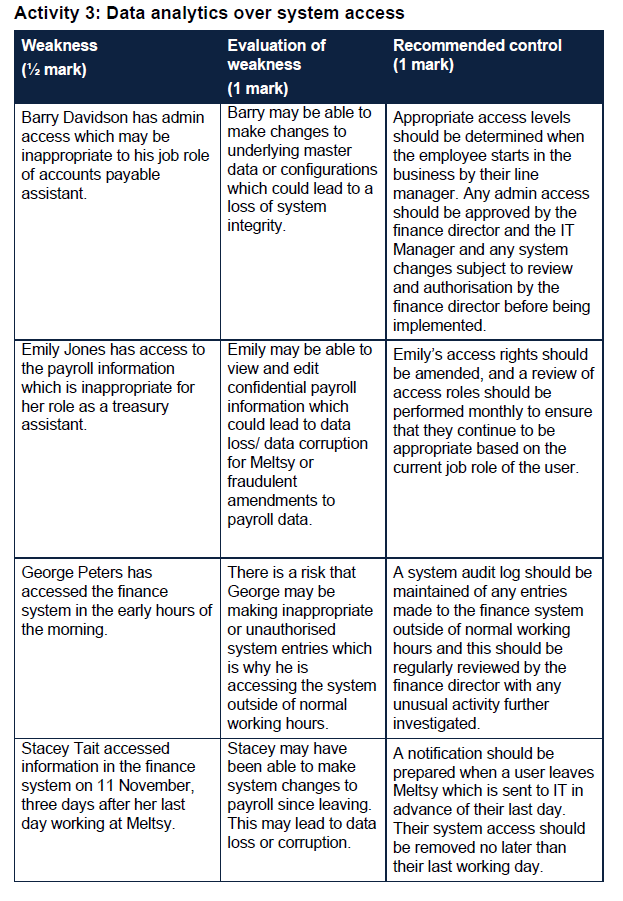 Activity 3: Data analytics over system access
Weakness
(½ mark)
Evaluation of
weakness
(1 mark)
Recommended control
(1 mark)
Barry Davidson has admin
access which may be
inappropriate to his job role
of accounts payable
assistant.
Barry may be able to
make changes to
underlying master
data or configurations
which could lead to a
loss of system
integrity.
Appropriate access levels
should be determined when
the employee starts in the
business by their line
manager. Any admin access
should be approved by the
finance director and the IT
Manager and any system
changes subject to review
and authorisation by the
finance director before being
implemented.
Emily Jones has access to
the payroll information
which is inappropriate for
her role as a treasury
assistant.
Emily may be able to
view and edit
confidential payroll
information which
could lead to data
loss/ data corruption
for Meltsy or
fraudulent
amendments to
payroll data.
Emily’s access rights should
be amended, and a review of
access roles should be
performed monthly to ensure
that they continue to be
appropriate based on the
current job role of the user.
George Peters has
accessed the finance
system in the early hours of
the morning.
There is a risk that
George may be
making inappropriate
or unauthorised
system entries which
is why he is
accessing the system
outside of normal
working hours.
A system audit log should be
maintained of any entries
made to the finance system
outside of normal working
hours and this should be
regularly reviewed by the
finance director with any
unusual activity further
investigated.
Stacey Tait accessed
information in the finance
system on 11 November,
three days after her last
day working at Meltsy.
Stacey may have
been able to make
system changes to
payroll since leaving.
This may lead to data
loss or corruption.
A notification should be
prepared when a user leaves
Meltsy which is sent to IT in
advance of their last day.
Their system access should
be removed no later than
their last working day.